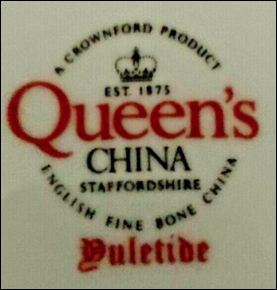 A CROWNFORD PRODUCT
EST. 1875
Queen's
CHINA
STAFFORDSHIRE
ENGLISH FINE BONE CHINA
Yuletide